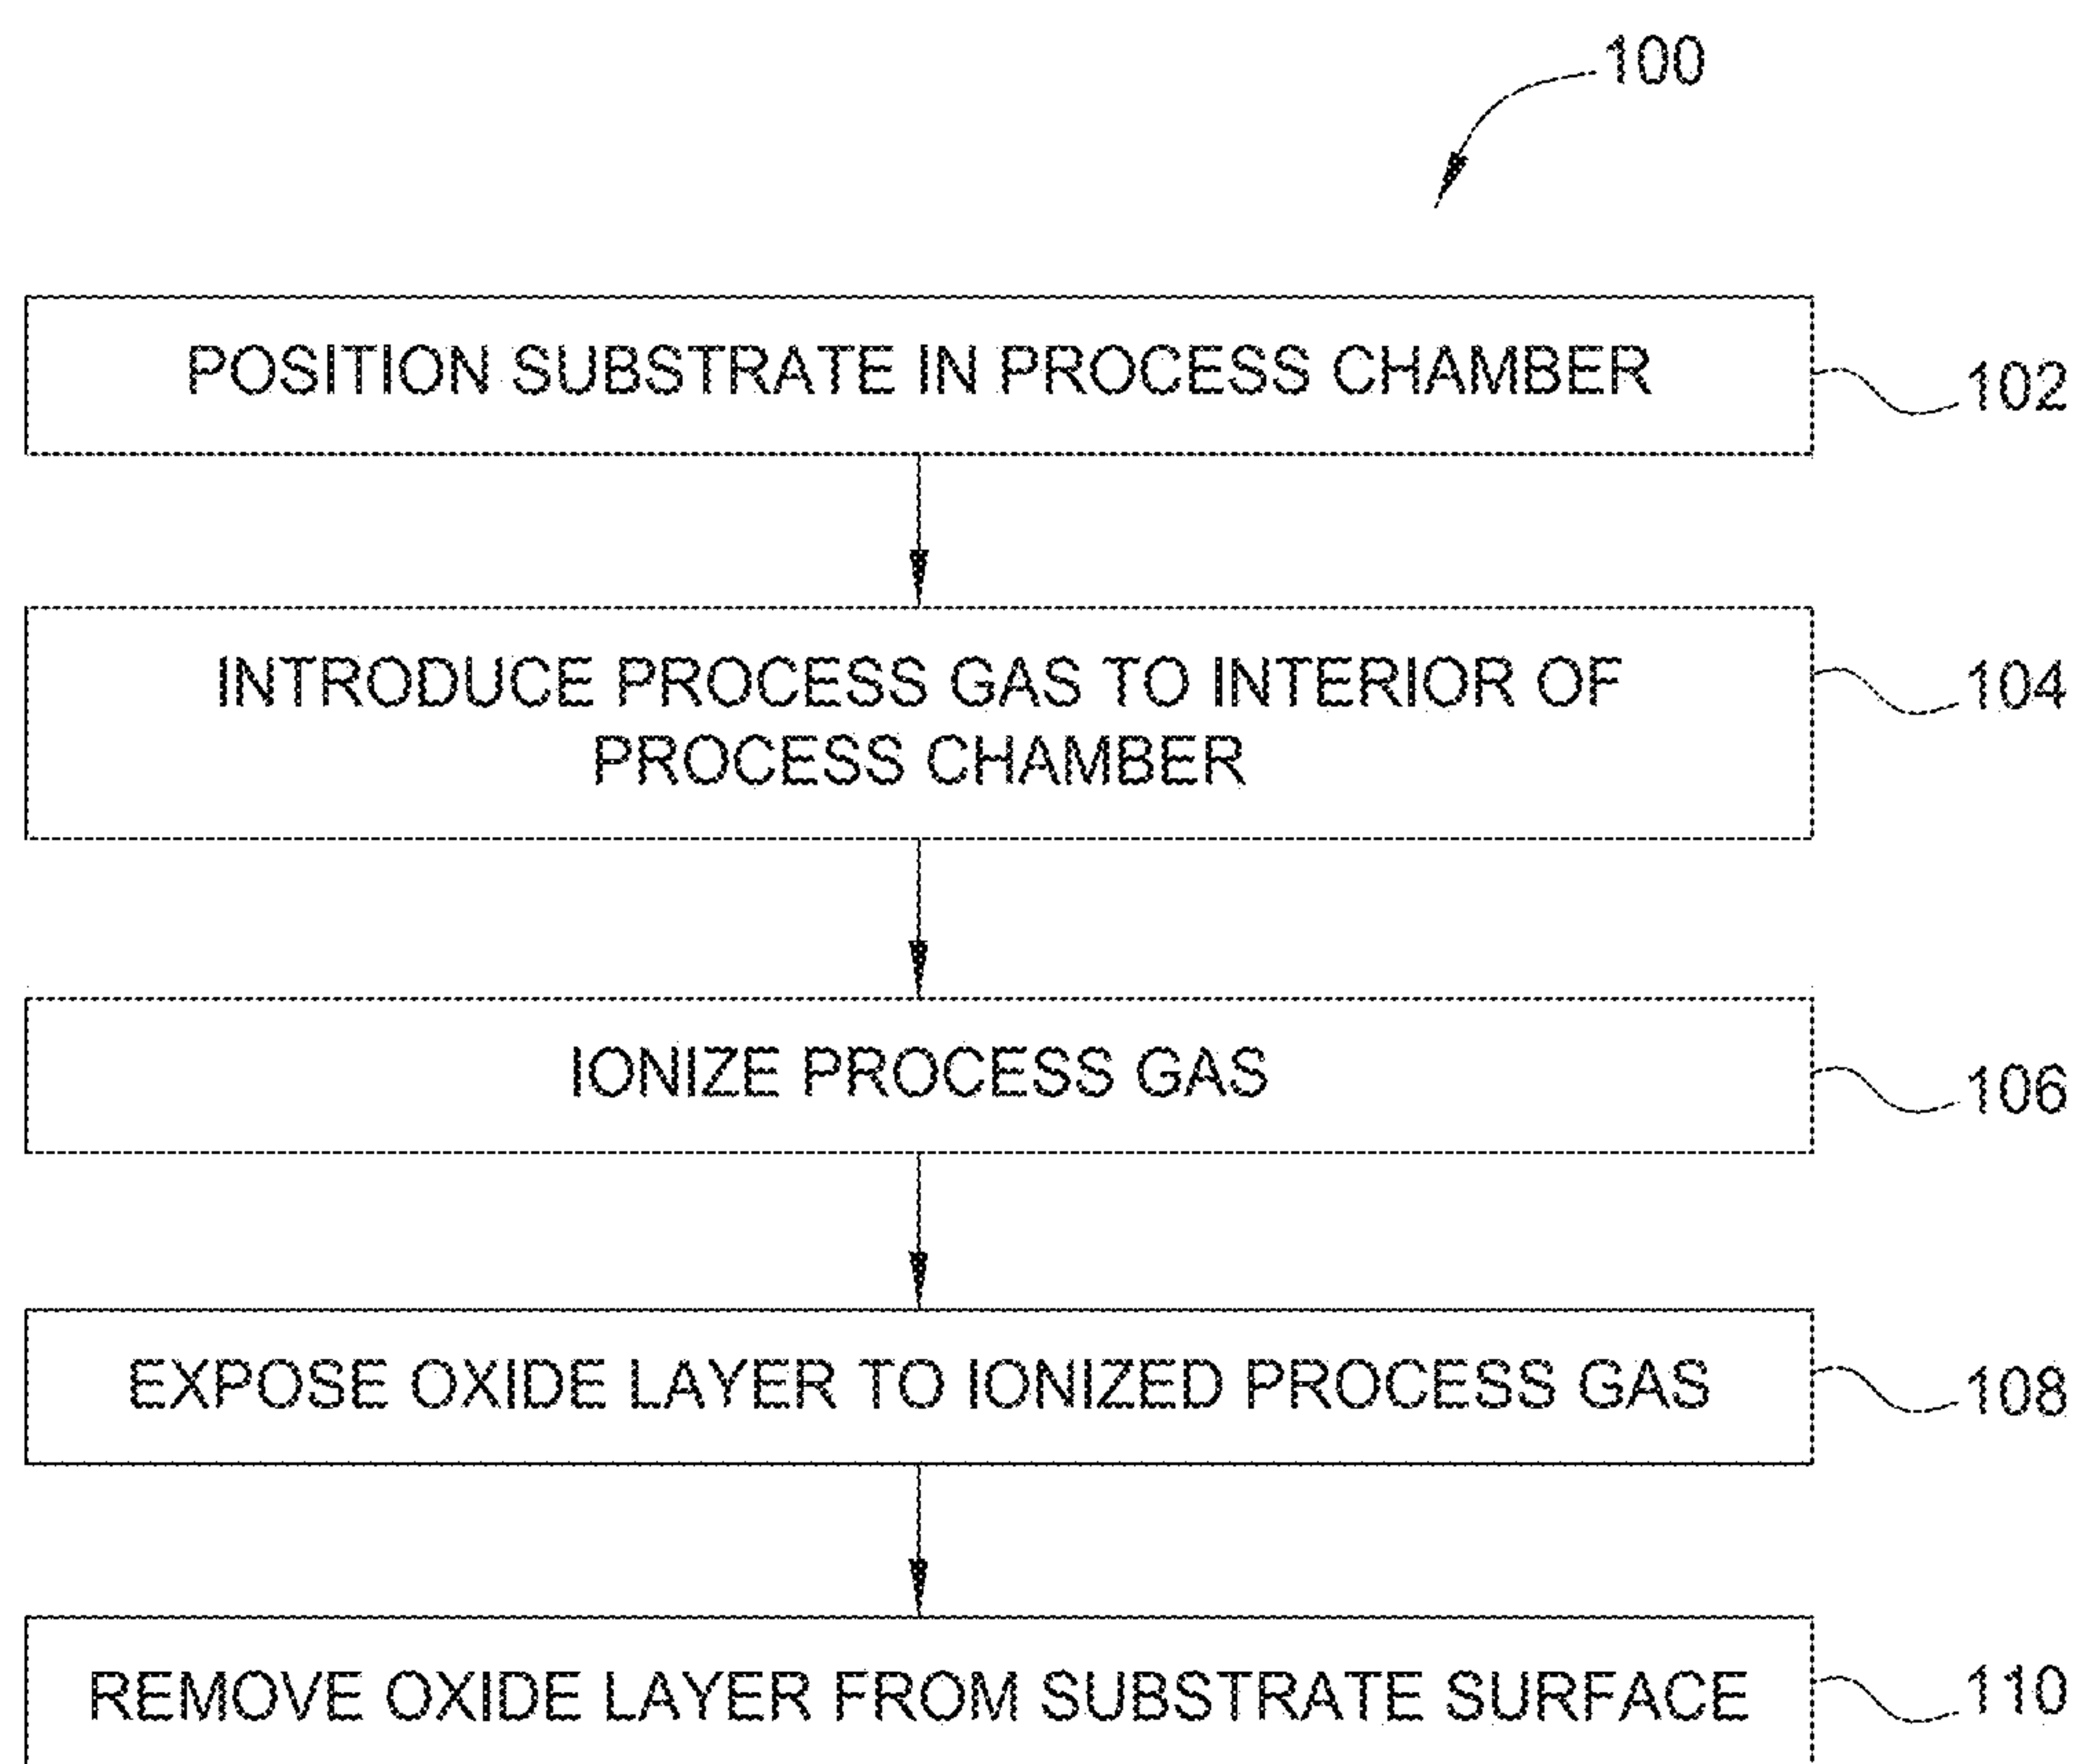 100
POSITION SUBSTRATE IN PROCESS CHAMBER
102
INTRODUCE PROCESS GAS TO INTERIOR OF
PROCESS CHAMBER
104
IONIZE PROCESS GAS
106
EXPOSE OXIDE LAYER TO IONIZED PROCESS GAS
108
REMOVE OXIDE LAYER FROM SUBSTRATE SURFACE
110